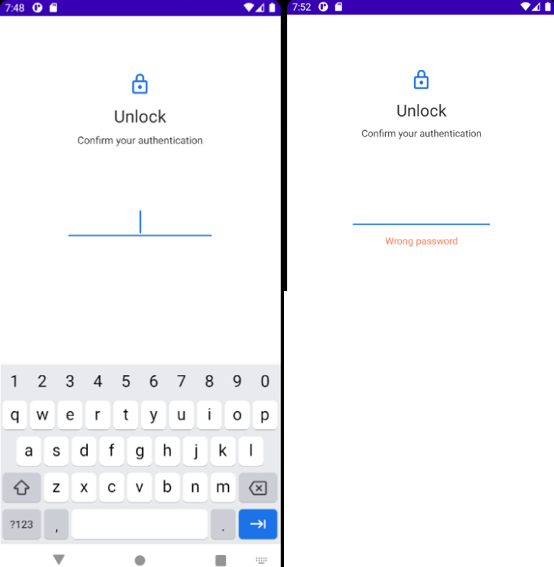 7:48
Unlock
Confirm your authentication
1 2 3 4 5 6 7 8 9 0
q w e r t y u i o p
a s d f g h j k l
z x c v b n m
?123 , .
7:52
Unlock
Confirm your authentication
Wrong password